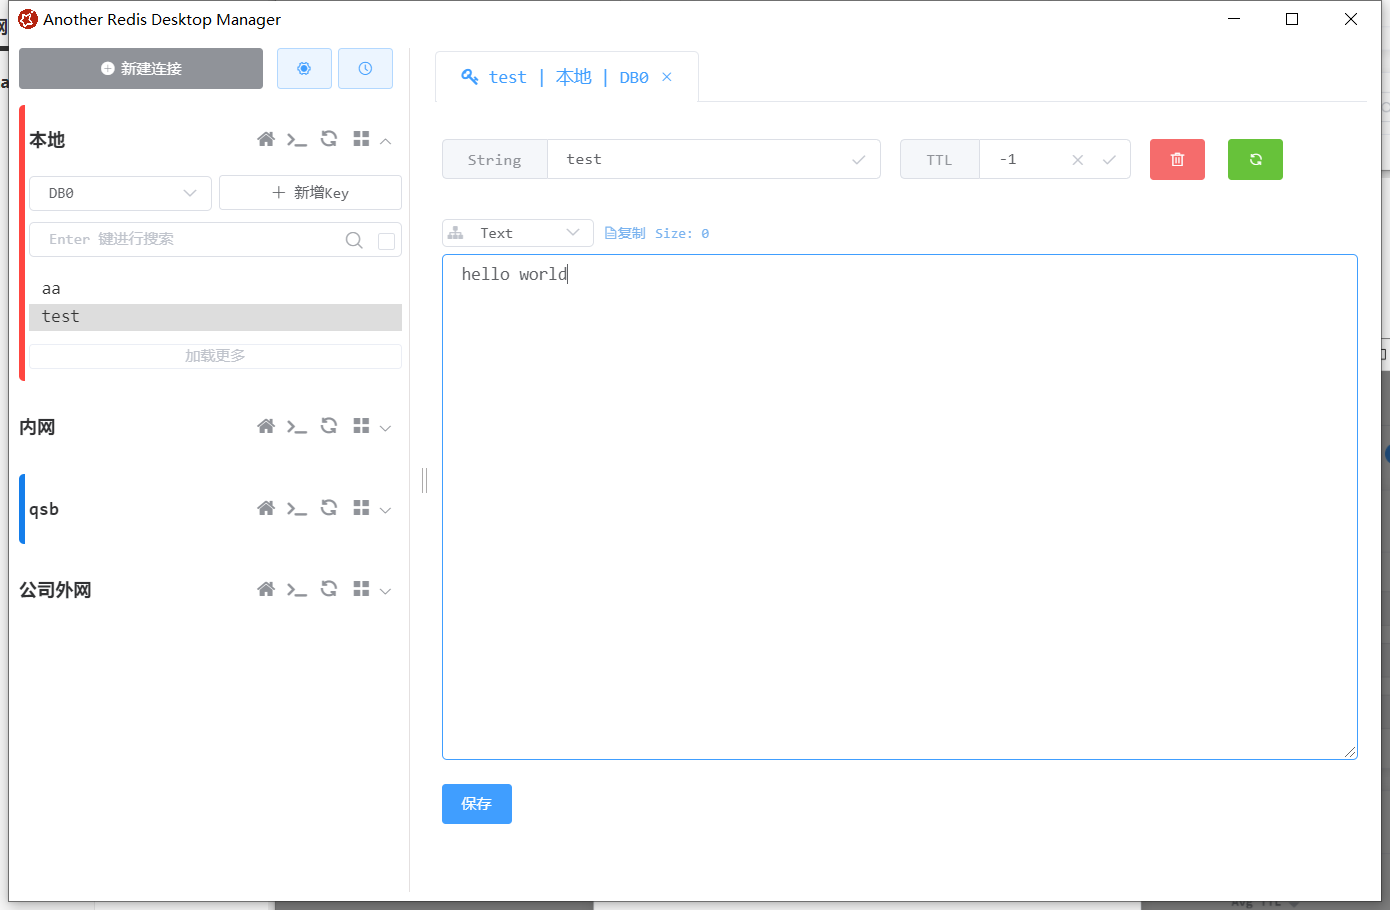 Another Redis Desktop Manager
新建连接
本地
DB0
新增Key
Enter 键进行搜索
aa
test
加载更多
内网
qsb
公司外网
test | 本地 | DB0
String test TTL -1
Text 复制 Size: 0
hello world
保存